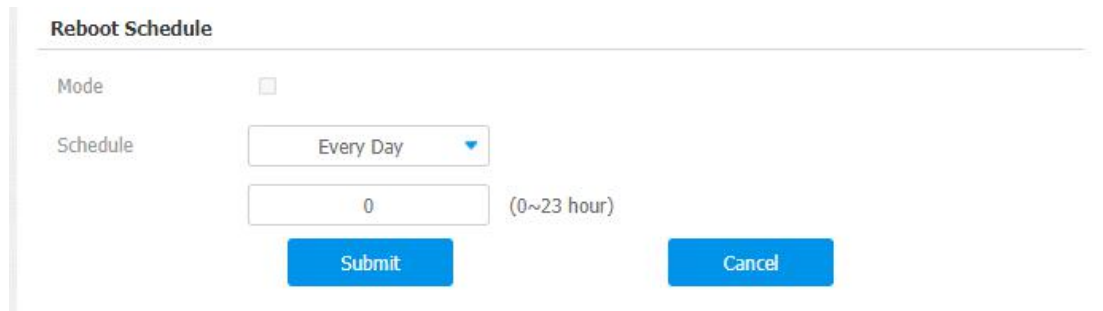 Reboot Schedule
Mode
Schedule Every Day
0 (0~23 hour)
Submit Cancel